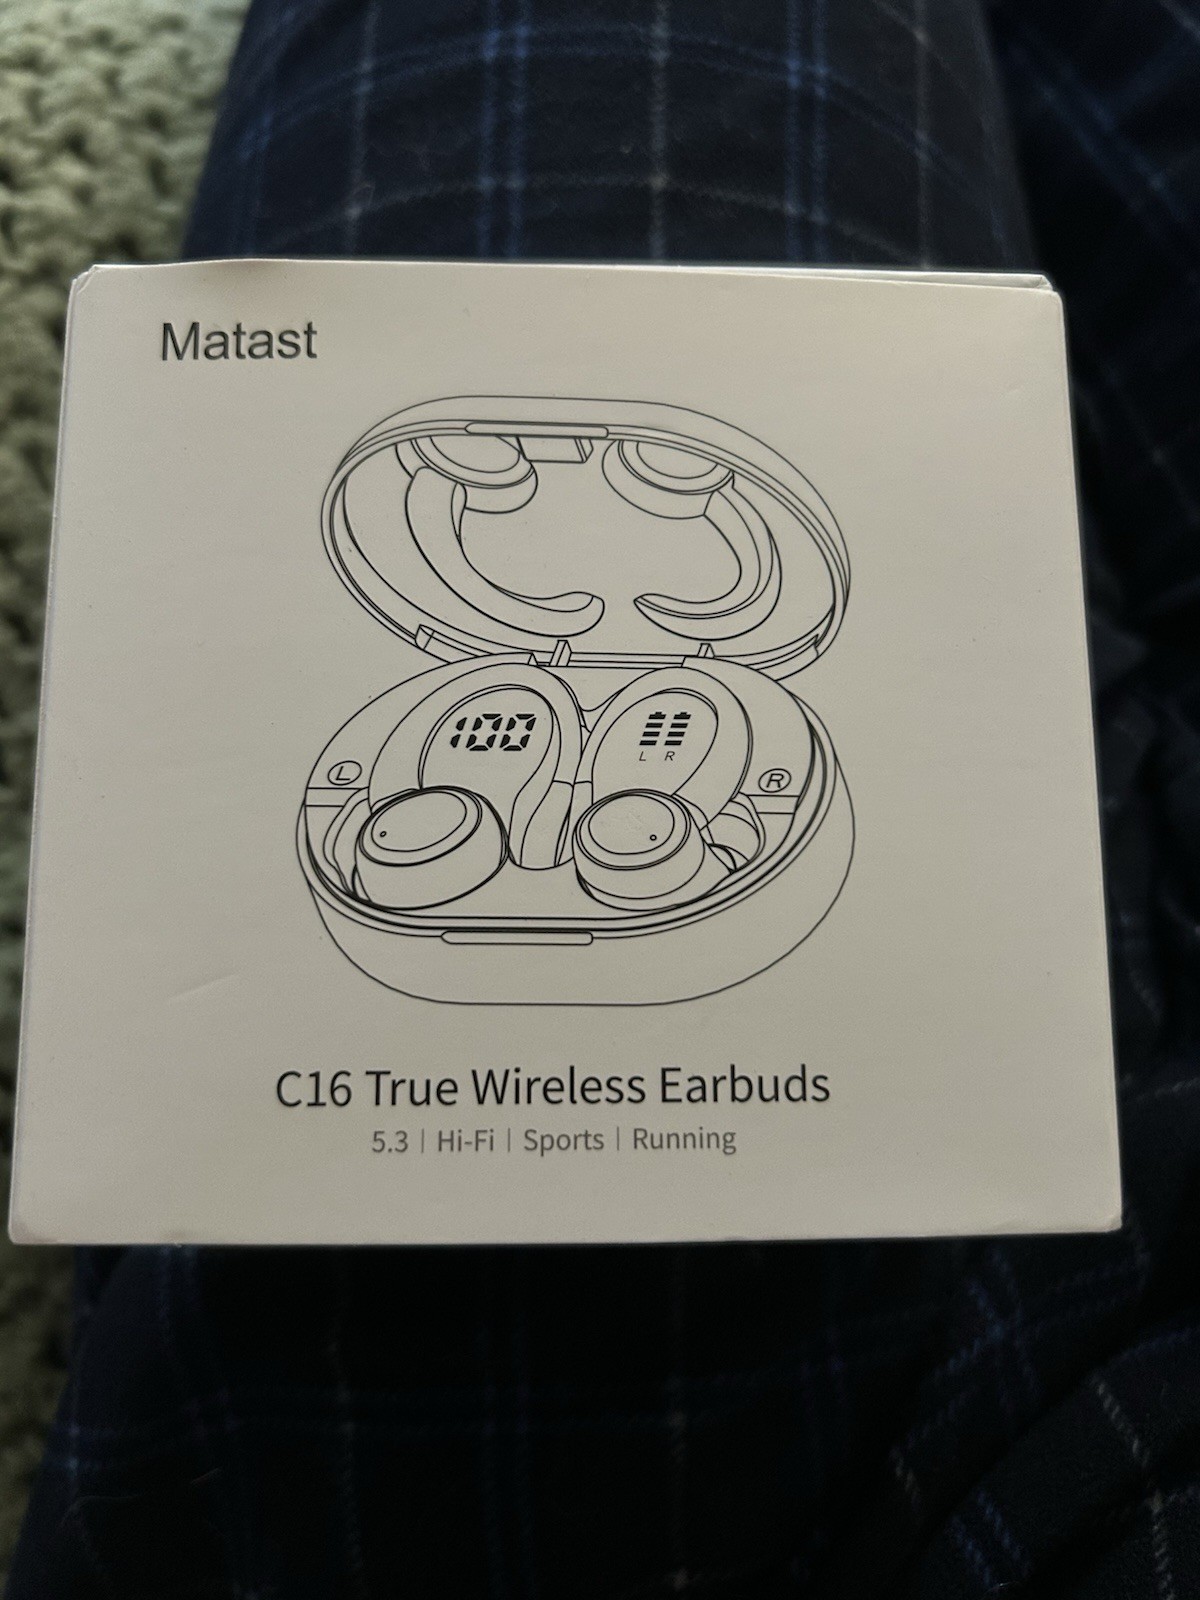 Matast
100
L R
L
R
C16 True Wireless Earbuds
5.3 | Hi-Fi | Sports | Running